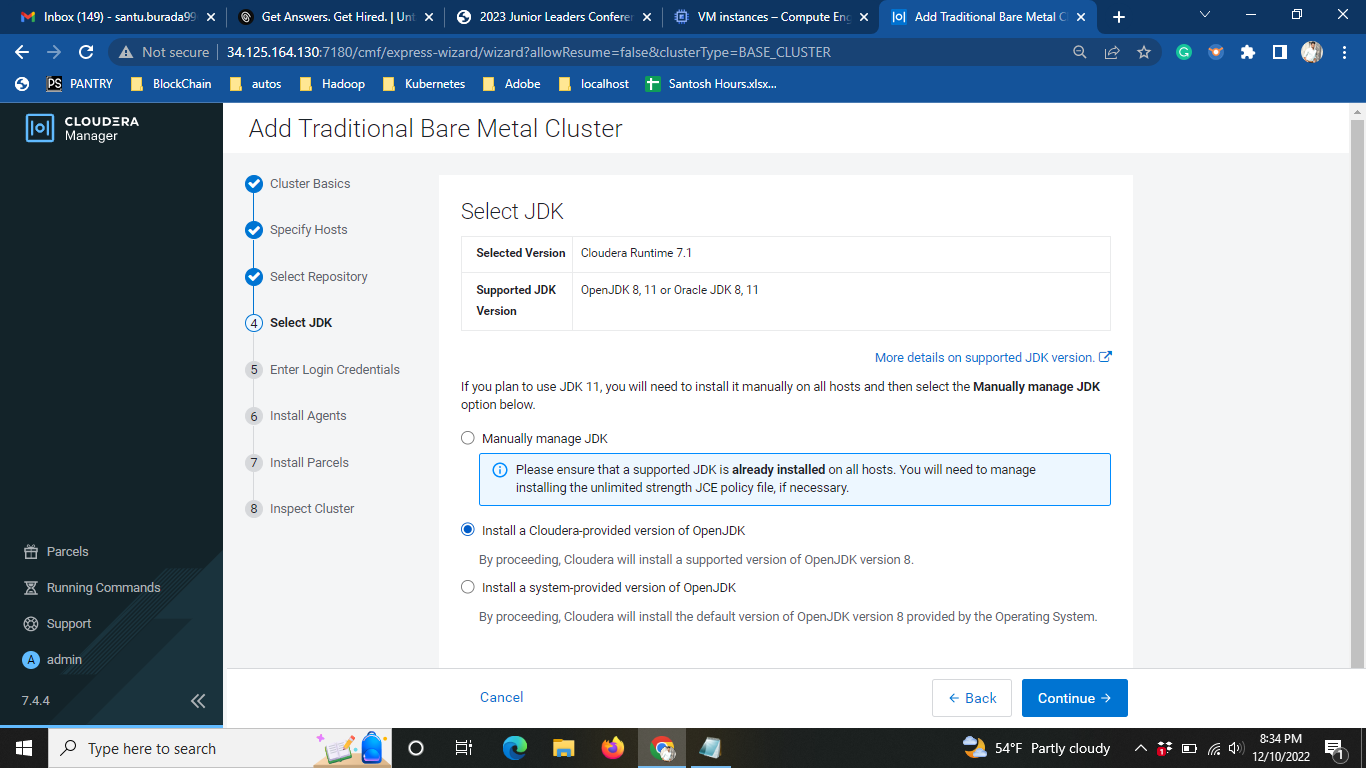 Inbox (149) - santu.burada99
Get Answers. Get Hired. | Unt
2023 Junior Leaders Conferen
VM instances – Compute Eng
Add Traditional Bare Metal Cl
Not secure
34.125.164.130:7180/cmf/express-wizard/wizard?allowResume=false&clusterType=BASE_CLUSTER
PS PANTRY
BlockChain
autos
Hadoop
Kubernetes
Adobe
localhost
Santosh Hours.xlsx...
CLOUDERA
Manager
Add Traditional Bare Metal Cluster
Cluster Basics
Specify Hosts
Select Repository
4 Select JDK
5 Enter Login Credentials
6 Install Agents
7 Install Parcels
8 Inspect Cluster
Select JDK
Selected Version
Cloudera Runtime 7.1
Supported JDK
Version
OpenJDK 8, 11 or Oracle JDK 8, 11
More details on supported JDK version.
If you plan to use JDK 11, you will need to install it manually on all hosts and then select the Manually manage JDK
option below.
Manually manage JDK
Please ensure that a supported JDK is already installed on all hosts. You will need to manage
installing the unlimited strength JCE policy file, if necessary.
Install a Cloudera-provided version of OpenJDK
By proceeding, Cloudera will install a supported version of OpenJDK version 8.
Install a system-provided version of OpenJDK
By proceeding, Cloudera will install the default version of OpenJDK version 8 provided by the Operating System.
Parcels
Running Commands
Support
A admin
7.4.4
Cancel
Back
Continue
Type here to search
54°F Partly cloudy
8:34 PM
12/10/2022
1